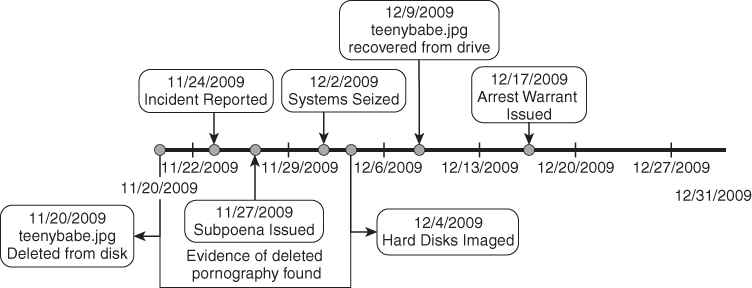 12/9/2009
teenybabe.jpg
recovered from drive
11/24/2009
Incident Reported
12/2/2009
Systems Seized
12/17/2009
Arrest Warrant
Issued
11/22/2009
11/29/2009
12/6/2009
12/13/2009
12/20/2009
12/27/2009
11/20/2009
12/31/2009
11/20/2009
teenybabe.jpg
Deleted from disk
11/27/2009
Subpoena Issued
12/4/2009
Hard Disks Imaged
Evidence of deleted
pornography found